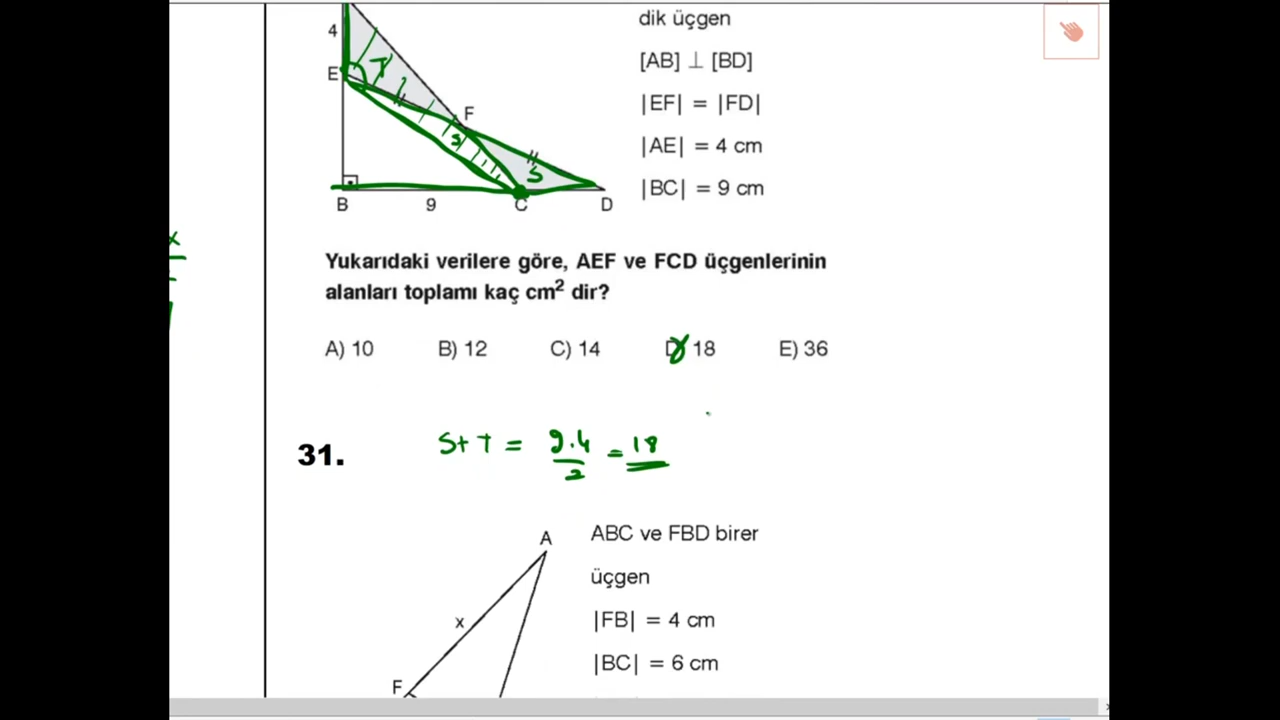 dik üçgen
4
[AB] ⊥ [BD]
E
T
|EF| = |FD|
F
s
|AE| = 4 cm
S
|BC| = 9 cm
B 9 C D
x
Yukarıdaki verilere göre, AEF ve FCD üçgenlerinin
alanları toplamı kaç cm² dir?
A) 10 B) 12 C) 14 D) 18 E) 36
31.
S+T = 9.4/2 = 18
A
ABC ve FBD birer
üçgen
x
|FB| = 4 cm
|BC| = 6 cm
F